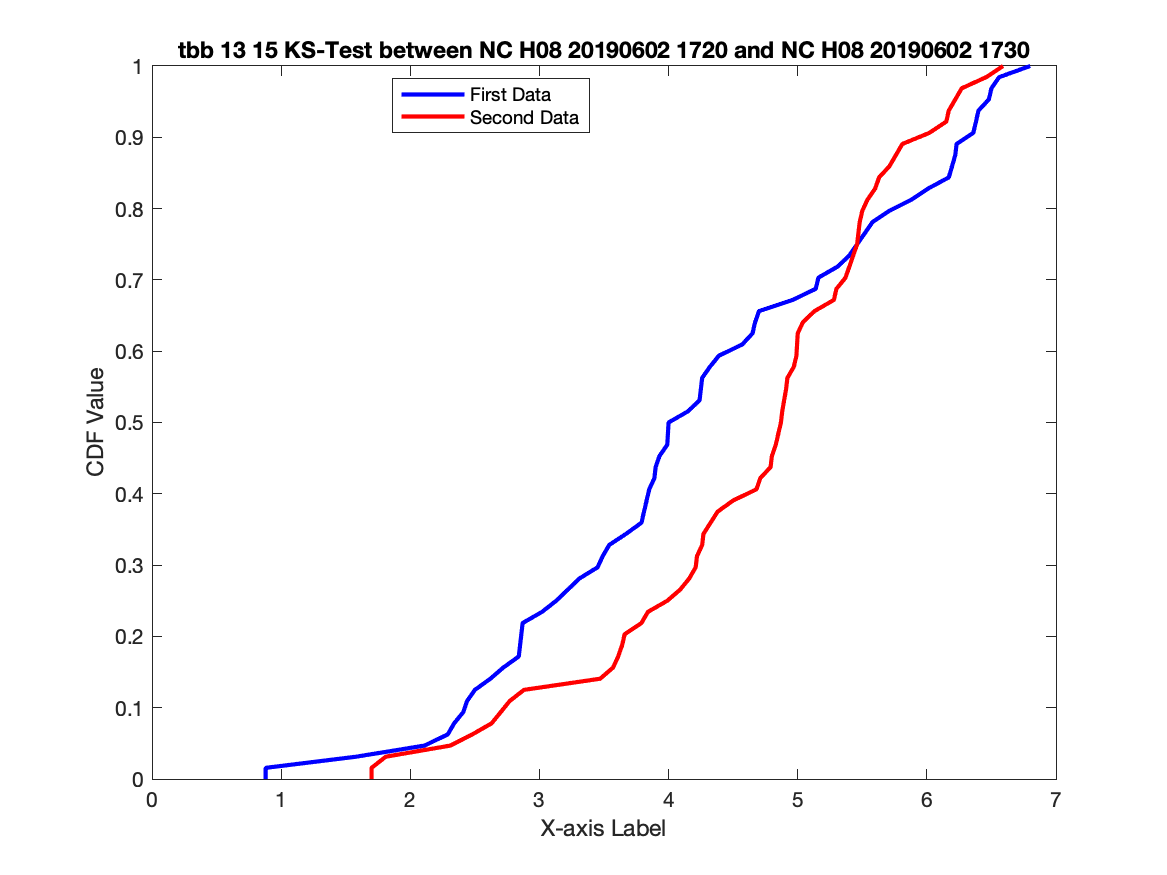 tbb 13 15 KS-Test between NC H08 20190602 1720 and NC H08 20190602 1730
First Data
Second Data
1
0.9
0.8
0.7
0.6
0.5
0.4
0.3
0.2
0.1
0
CDF Value
0 1 2 3 4 5 6 7
X-axis Label